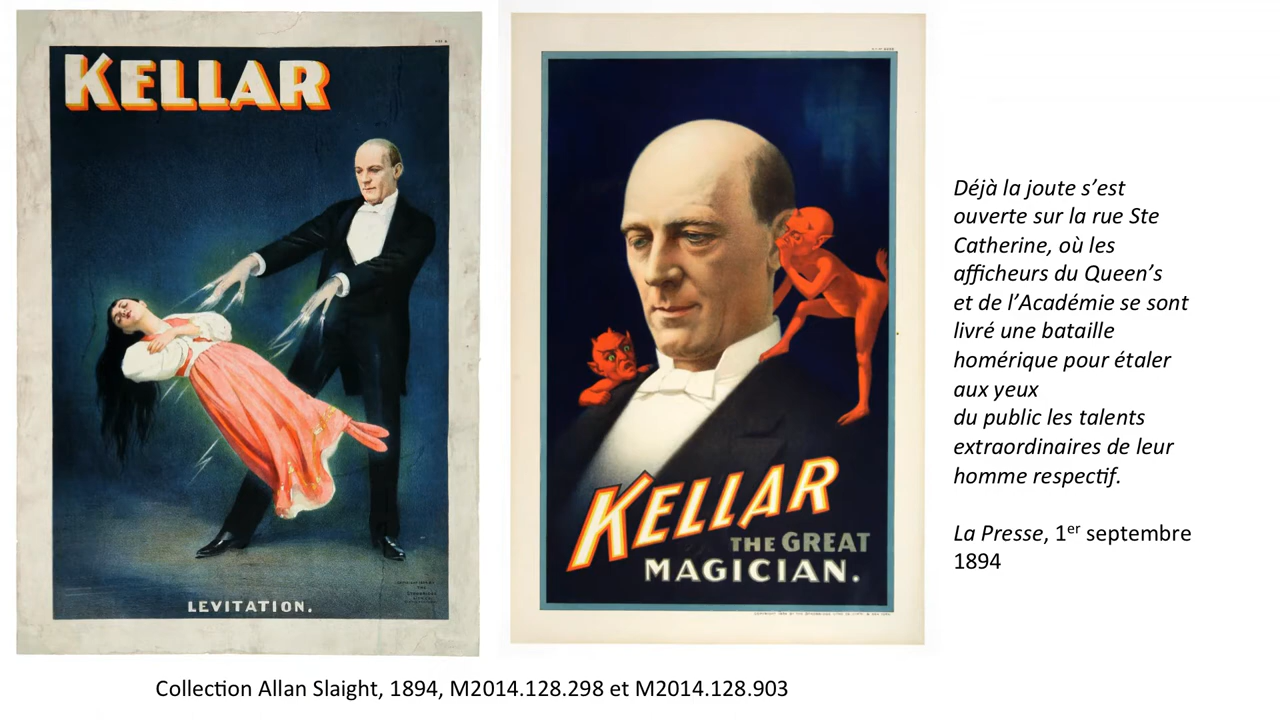 KELLAR
LEVITATION.
KELLAR
THE GREAT
MAGICIAN.
Déjà la joute s’est
ouverte sur la rue Ste
Catherine, où les
afficheurs du Queen’s
et de l’Académie se sont
livré une bataille
homérique pour étaler
aux yeux
du public les talents
extraordinaires de leur
homme respectif.
La Presse, 1er septembre
1894
Collection Allan Slaight, 1894, M2014.128.298 et M2014.128.903